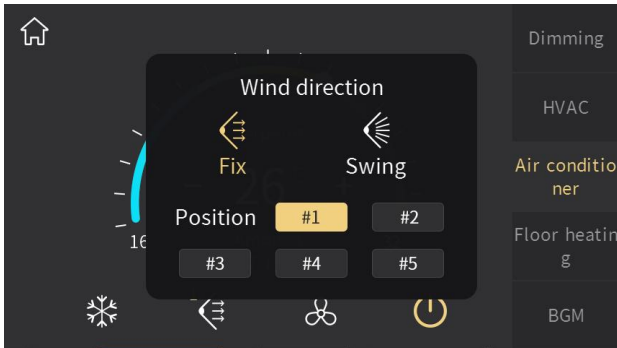 Dimming
HVAC
Air conditio
ner
Floor heatin
g
BGM
Wind direction
Fix
Swing
Position
#1
#2
#3
#4
#5
26
16